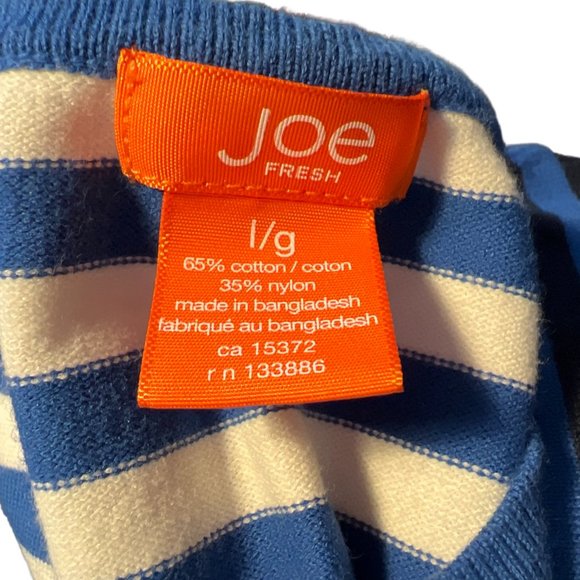 Joe
FRESH
l/g
65% cotton / coton
35% nylon
made in bangladesh
fabriqué au bangladesh
ca 15372
r n 133886